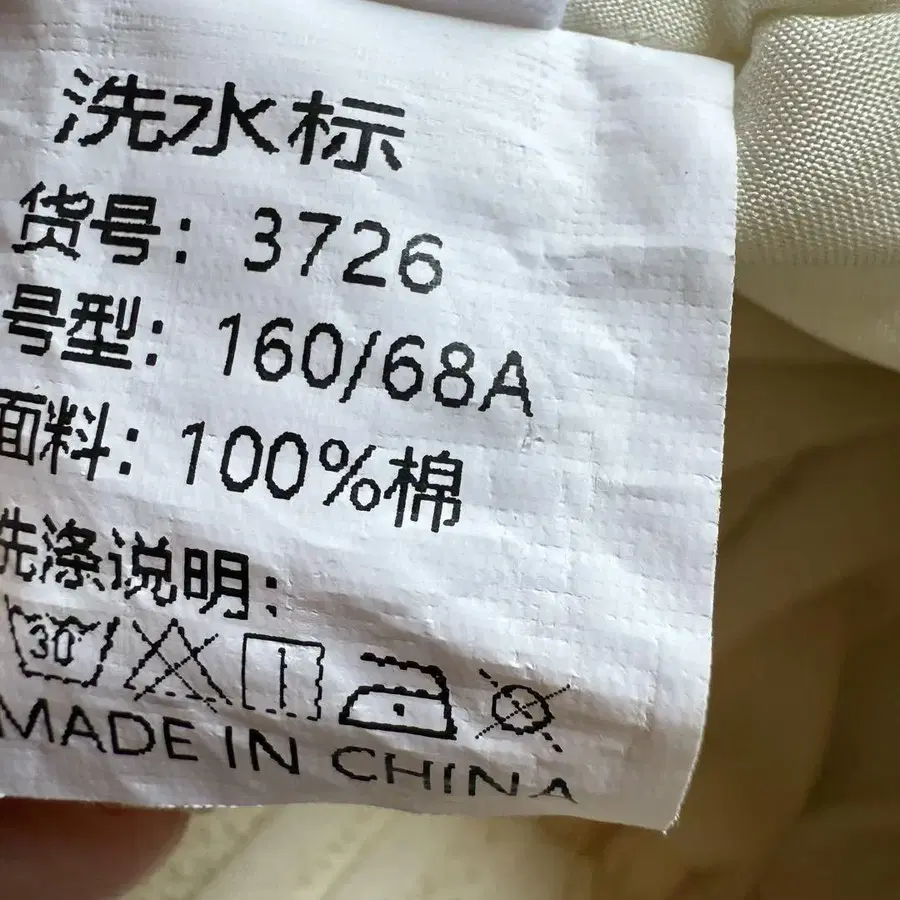 洗水标
货号: 3726
号型: 160/68A
面料: 100%棉
洗涤说明:
30°
MADE IN CHINA